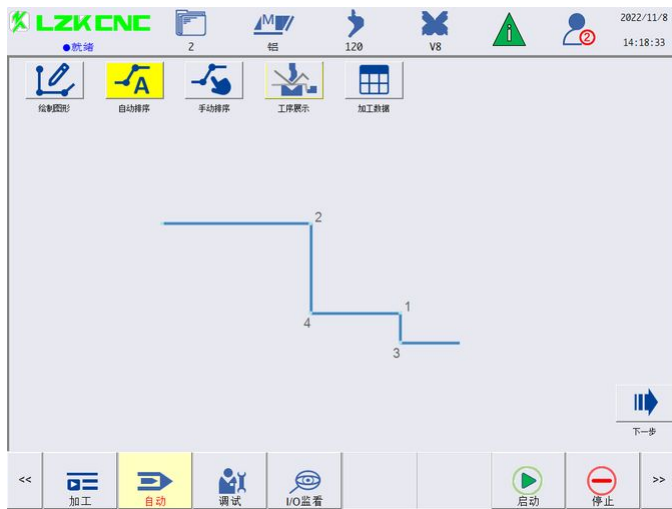 LZKCNC
●就绪
2
M
铝
120
V8
2
2022/11/8
14:18:33
A
绘制图形
自动排序
手动排序
工序展示
加工数据
2
1
4
3
下一步
<<
加工
自动
调试
I/O监看
启动
停止
>>